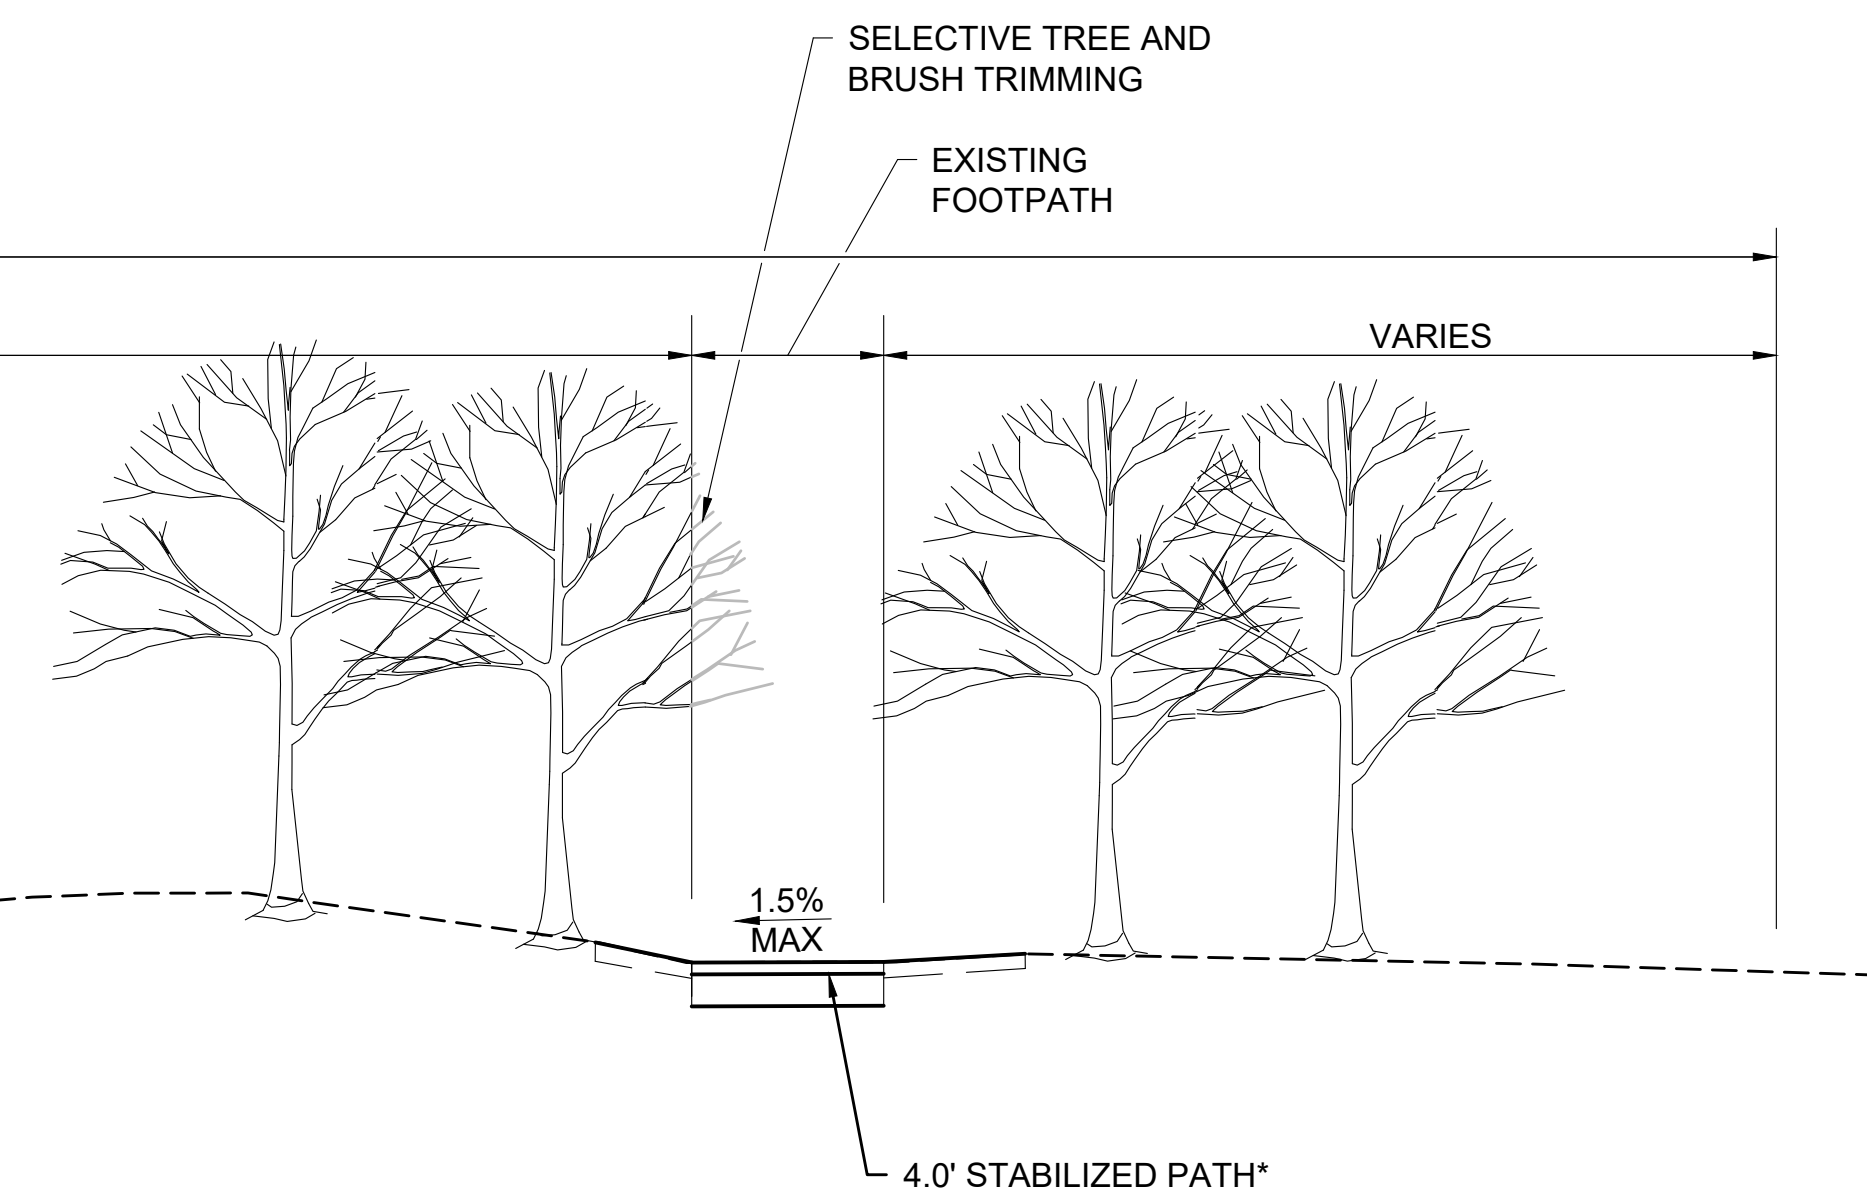 SELECTIVE TREE AND
BRUSH TRIMMING
EXISTING
FOOTPATH
VARIES
1.5%
MAX
4.0' STABILIZED PATH*